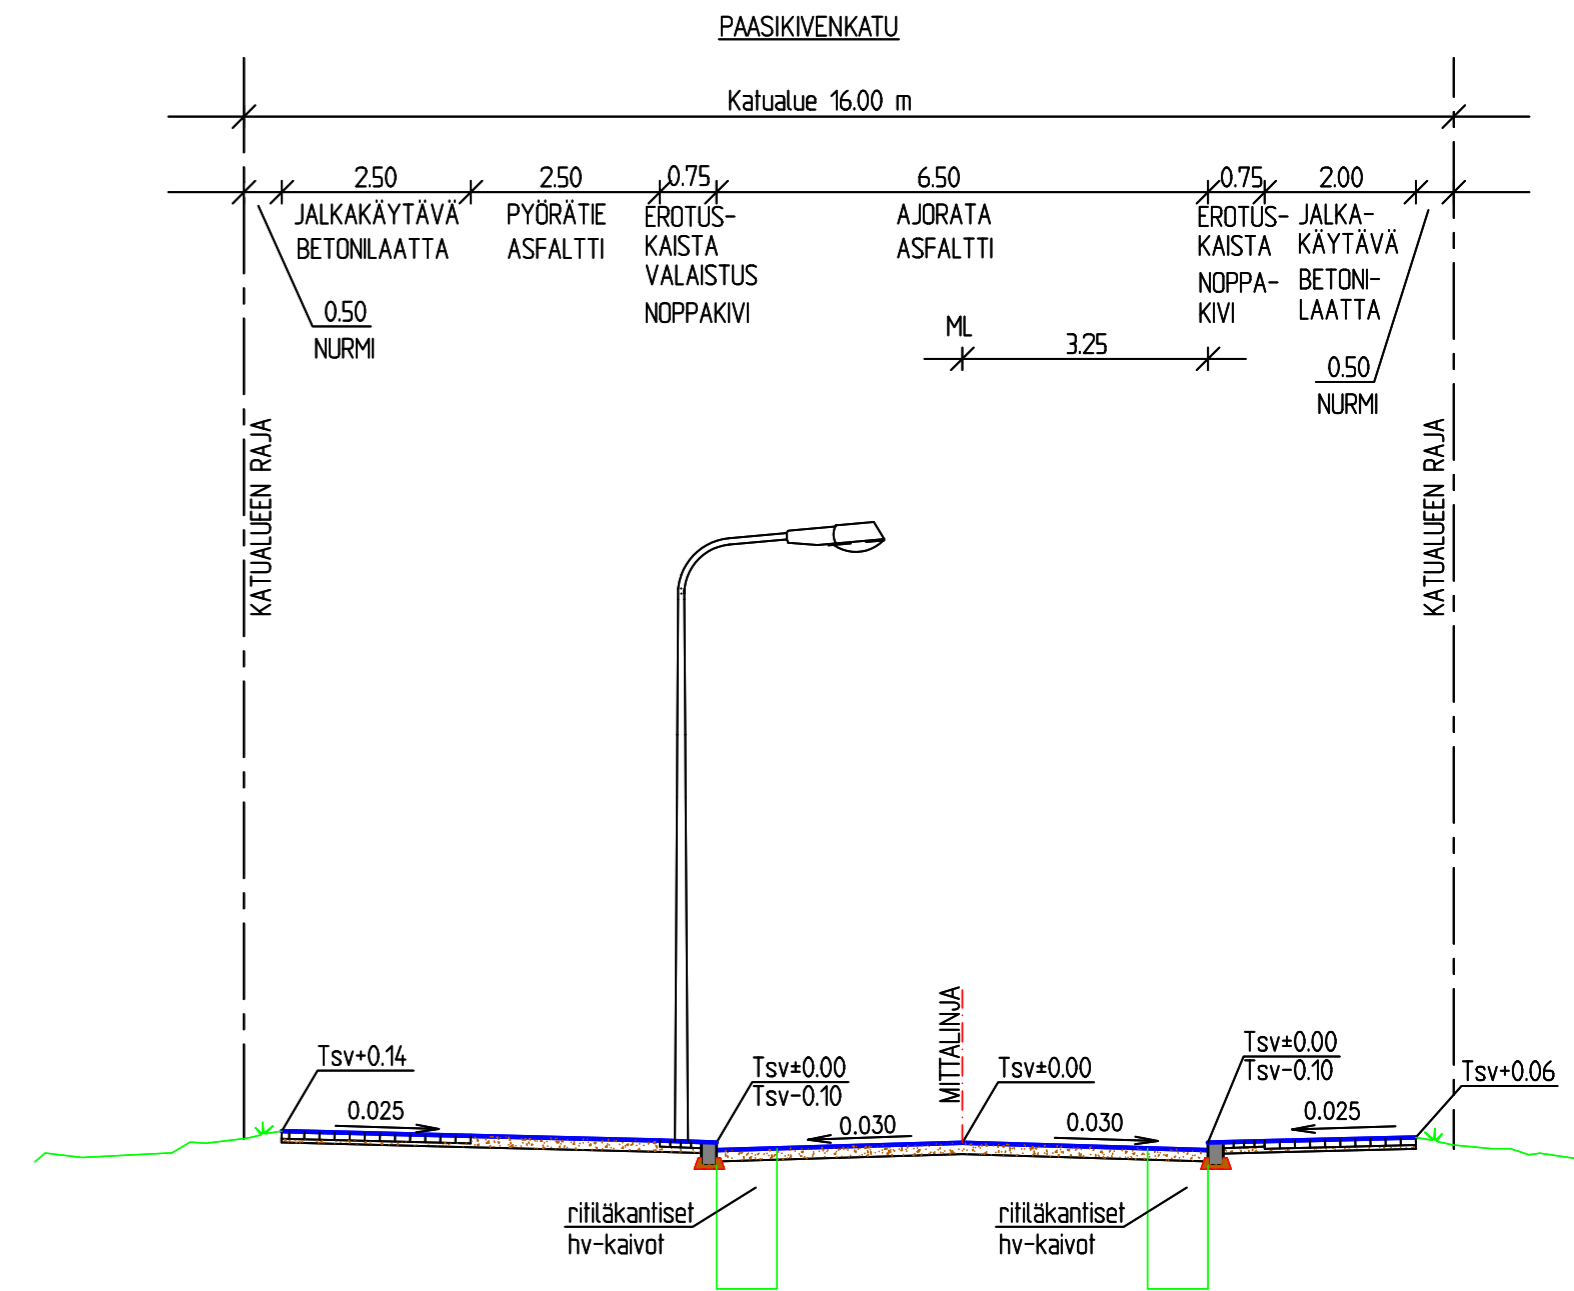 PAASIKIVENKATU
Katualue 16.00 m
2.50
2.50
0.75
6.50
0.75
2.00
JALKAKÄYTÄVÄ
BETONILAATTA
PYÖRÄTIE
ASFALTTI
EROTUS-
KAISTA
VALAISTUS
NOPPAKIVI
AJORATA
ASFALTTI
EROTUS-
KAISTA
NOPPA-
KIVI
JALKA-
KÄYTÄVÄ
BETONI-
LAATTA
0.50
NURMI
ML
3.25
0.50
NURMI
KATUALUEEN RAJA
KATUALUEEN RAJA
MITTALINJA
Tsv+0.14
0.025
Tsv±0.00
Tsv-0.10
0.030
Tsv±0.00
0.030
Tsv±0.00
Tsv-0.10
0.025
Tsv+0.06
ritiläkantiset
hv-kaivot
ritiläkantiset
hv-kaivot